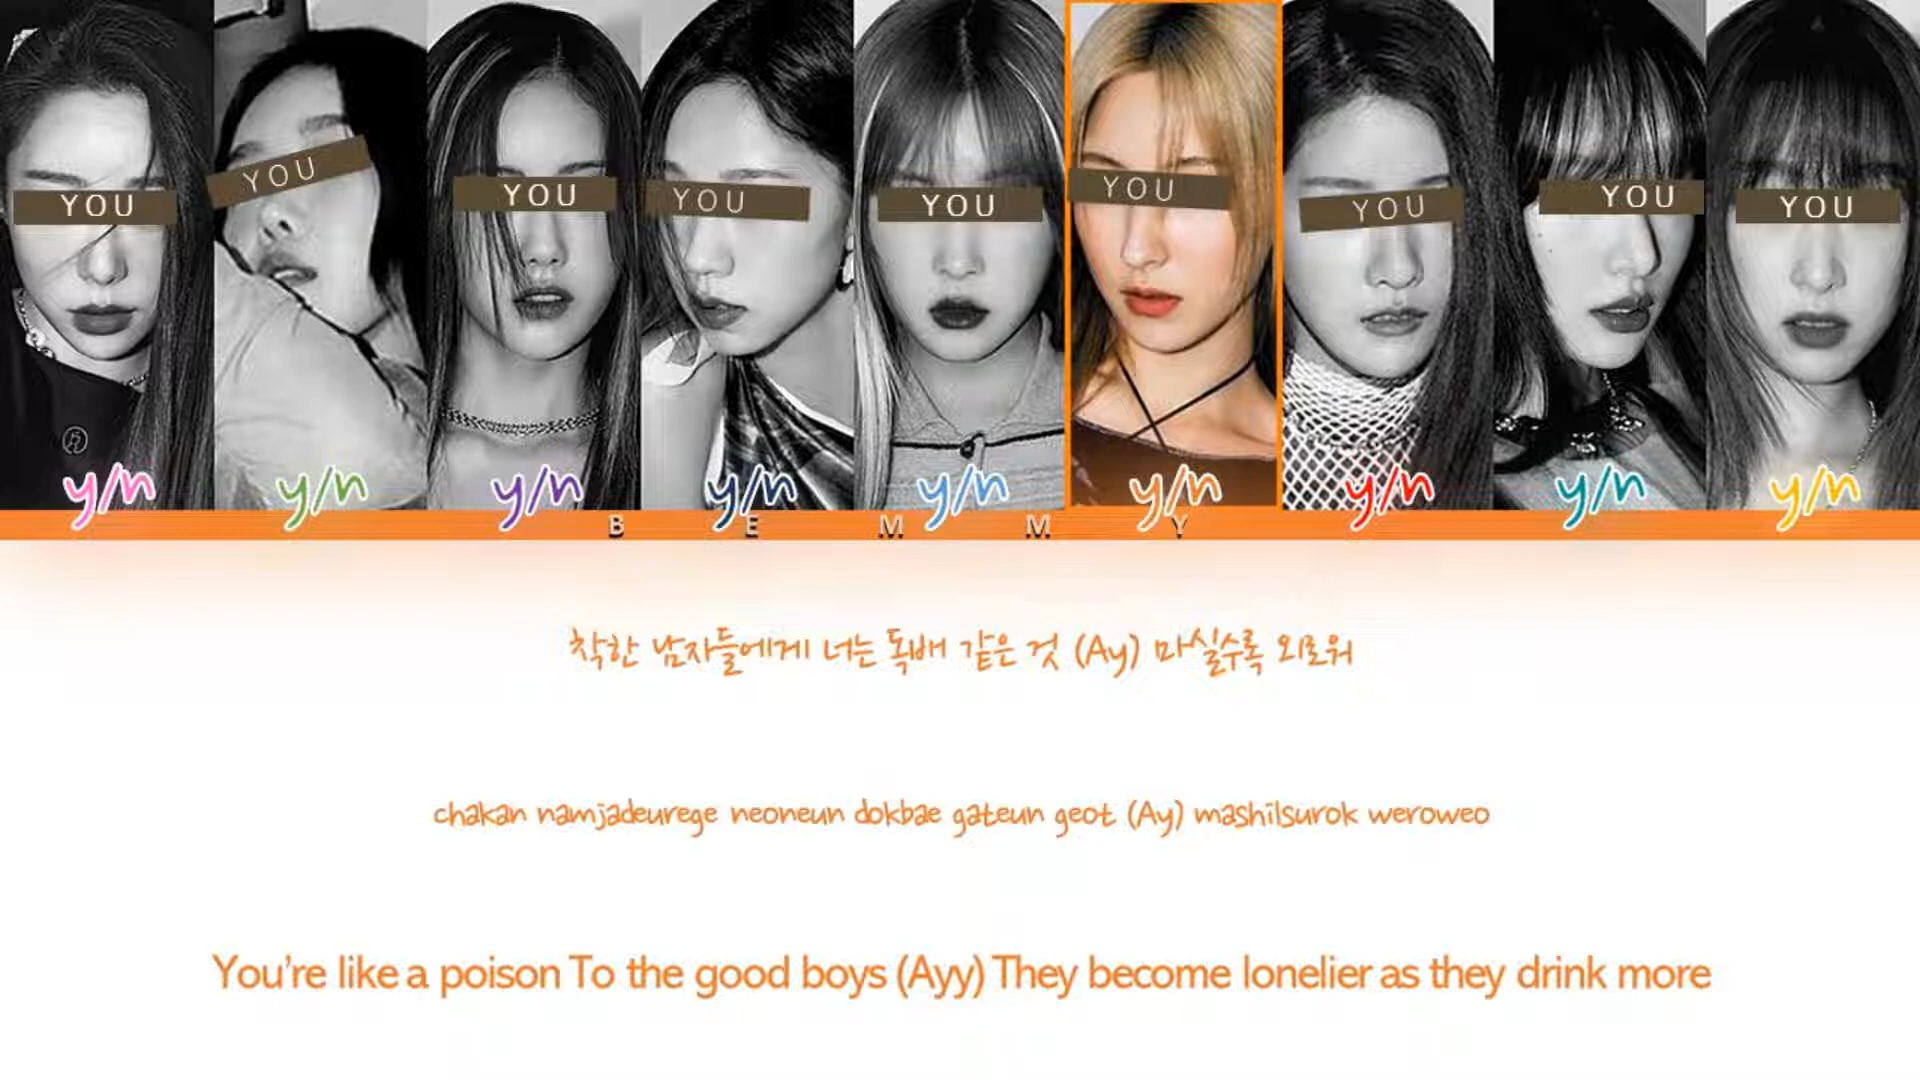 YOU YOU YOU YOU YOU YOU YOU YOU YOU
y/n y/n y/n y/n y/n y/n y/n y/n y/n
B E M M Y
착한 남자들에게 너는 독배 같은 것 (Ay) 마실수록 외로워
chakan namjadeurege neoneun dokbae gateun geot (Ay) mashilsurok weroweo
You're like a poison To the good boys (Ayy) They become lonelier as they drink more